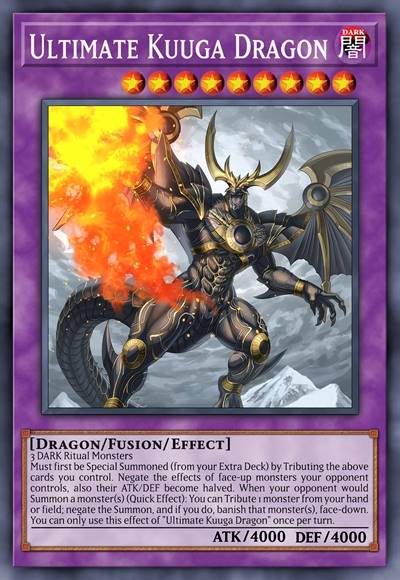 ULTIMATE KUUGA DRAGON
DARK
闇
[DRAGON/FUSION/EFFECT]
3 DARK Ritual Monsters
Must first be Special Summoned (from your Extra Deck) by Tributing the above
cards you control. Negate the effects of face-up monsters your opponent
controls, also their ATK/DEF become halved. When your opponent would
Summon a monster(s) (Quick Effect): You can Tribute 1 monster from your hand
or field; negate the Summon, and if you do, banish that monster(s), face-down.
You can only use this effect of "Ultimate Kuuga Dragon" once per turn.
ATK/4000 DEF/4000